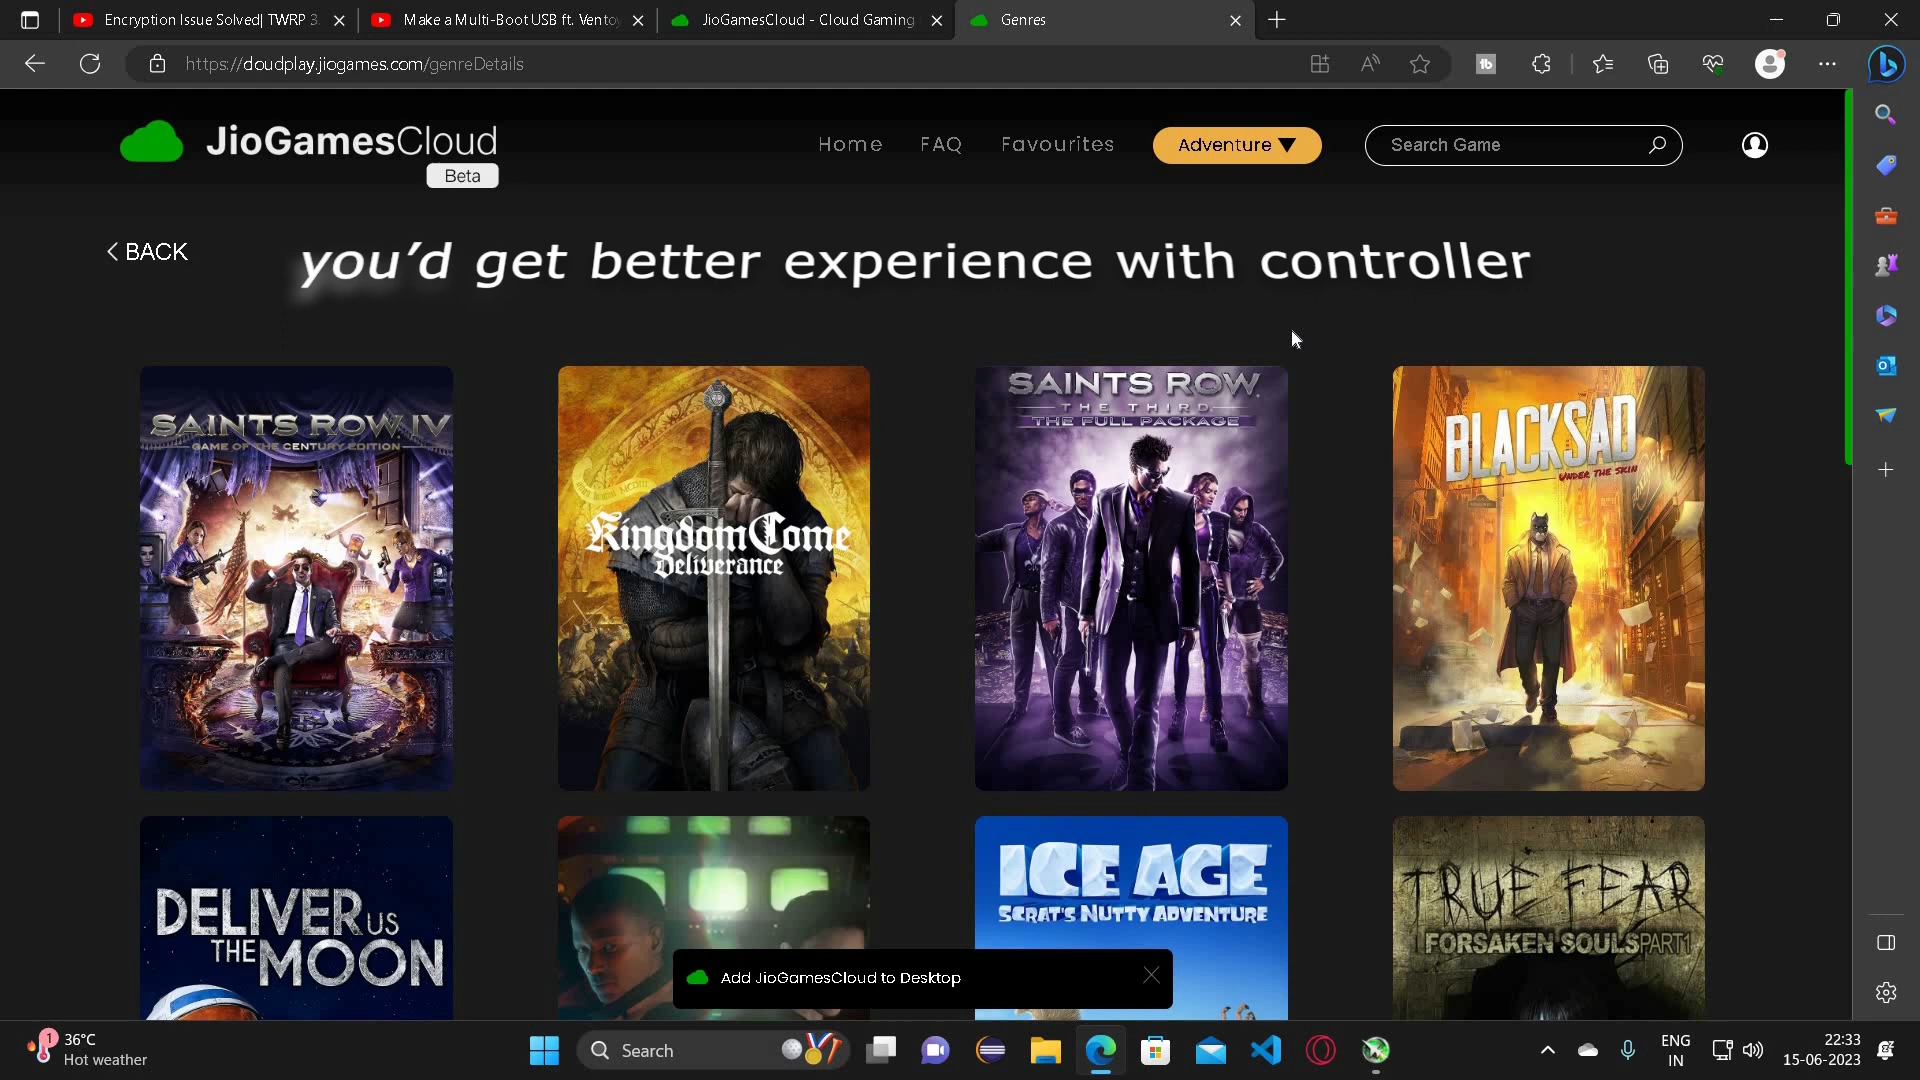 Encryption Issue Solved| TWRP 3.
Make a Multi-Boot USB ft. Vento
JioGamesCloud - Cloud Gaming
Genres
https://cloudplay.jiogames.com/genreDetails
JioGamesCloud
Beta
Home
FAQ
Favourites
Adventure ▼
Search Game
< BACK
you'd get better experience with controller
SAINTS ROW IV
GAME OF THE CENTURY EDITION
Kingdom Come
Deliverance
SAINTS ROW
THE THIRD
THE FULL PACKAGE
BLACKSAD
UNDER THE SKIN
DELIVER US
THE MOON
ICE AGE
SCRAT'S NUTTY ADVENTURE
TRUE FEAR
FORSAKEN SOULS PART1
Add JioGamesCloud to Desktop
1
36°C
Hot weather
Search
ENG
IN
22:33
15-06-2023